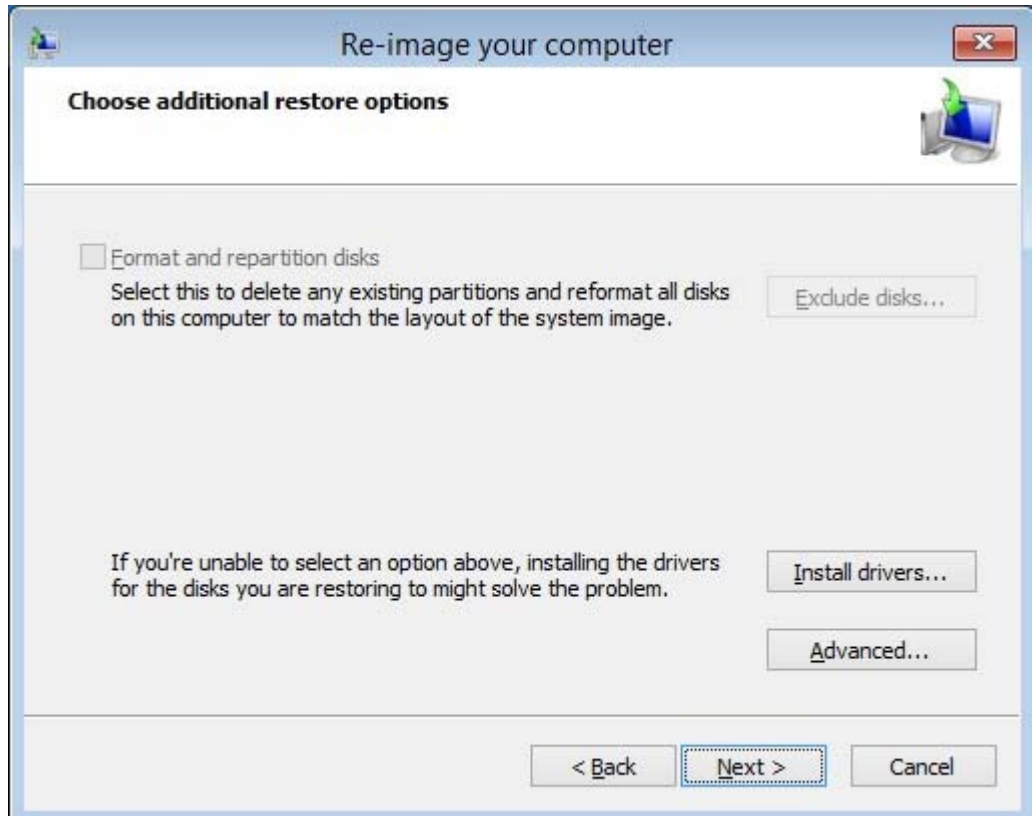 Re-image your computer
Choose additional restore options
Format and repartition disks
Select this to delete any existing partitions and reformat all disks
on this computer to match the layout of the system image.
Exclude disks...
If you're unable to select an option above, installing the drivers
for the disks you are restoring to might solve the problem.
Install drivers...
Advanced...
< Back
Next >
Cancel